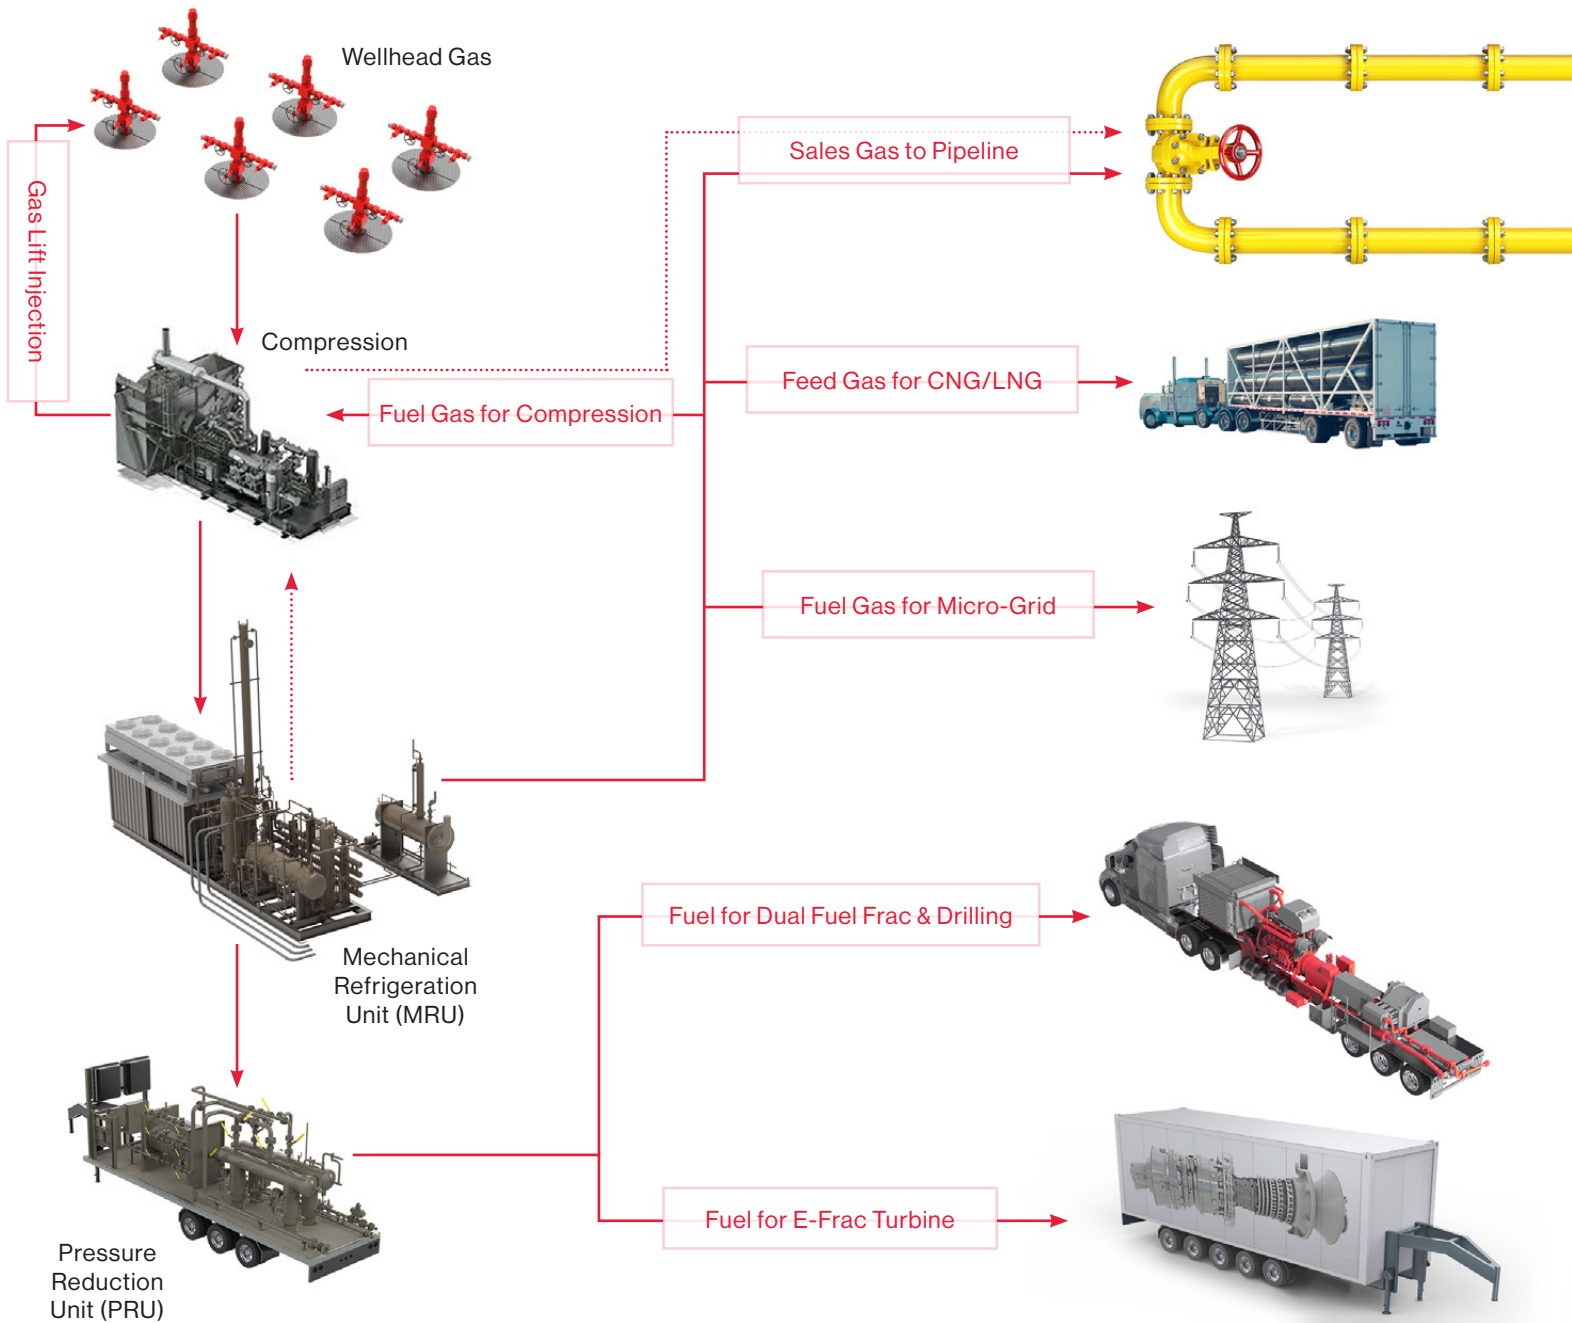 Wellhead Gas
Sales Gas to Pipeline
Gas Lift Injection
Compression
Feed Gas for CNG/LNG
Fuel Gas for Compression
Fuel Gas for Micro-Grid
Fuel for Dual Fuel Frac & Drilling
Mechanical
Refrigeration
Unit (MRU)
Fuel for E-Frac Turbine
Pressure
Reduction
Unit (PRU)